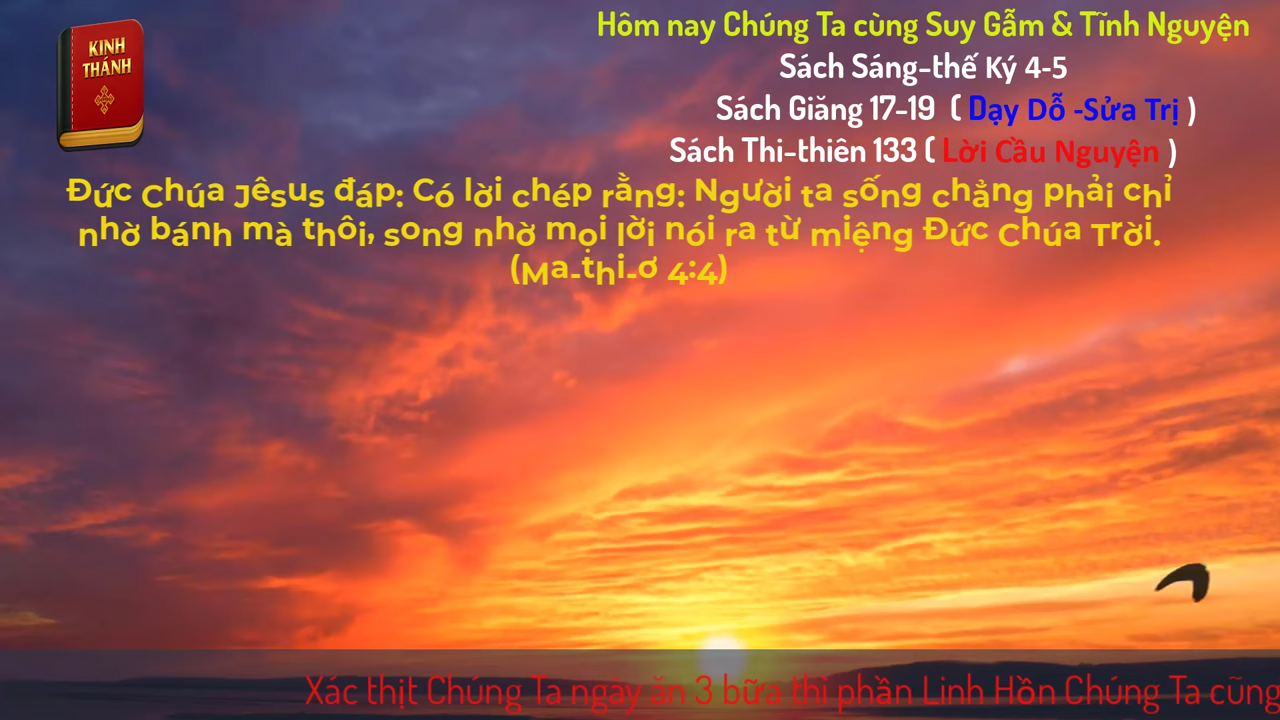 KINH
THÁNH
Hôm nay Chúng Ta cùng Suy Gẫm & Tĩnh Nguyện
Sách Sáng-thế Ký 4-5
Sách Giăng 17-19 ( Dạy Dỗ -Sửa Trị )
Sách Thi-thiên 133 ( Lời Cầu Nguyện )
Đức Chúa Jêsus đáp: Có lời chép rằng: Người ta sống chẳng phải chỉ
nhờ bánh mà thôi, song nhờ mọi lời nói ra từ miệng Đức Chúa Trời.
(Ma-thi-ơ 4:4)
Xác thịt Chúng Ta ngày ăn 3 bữa thì phần Linh Hồn Chúng Ta cũng